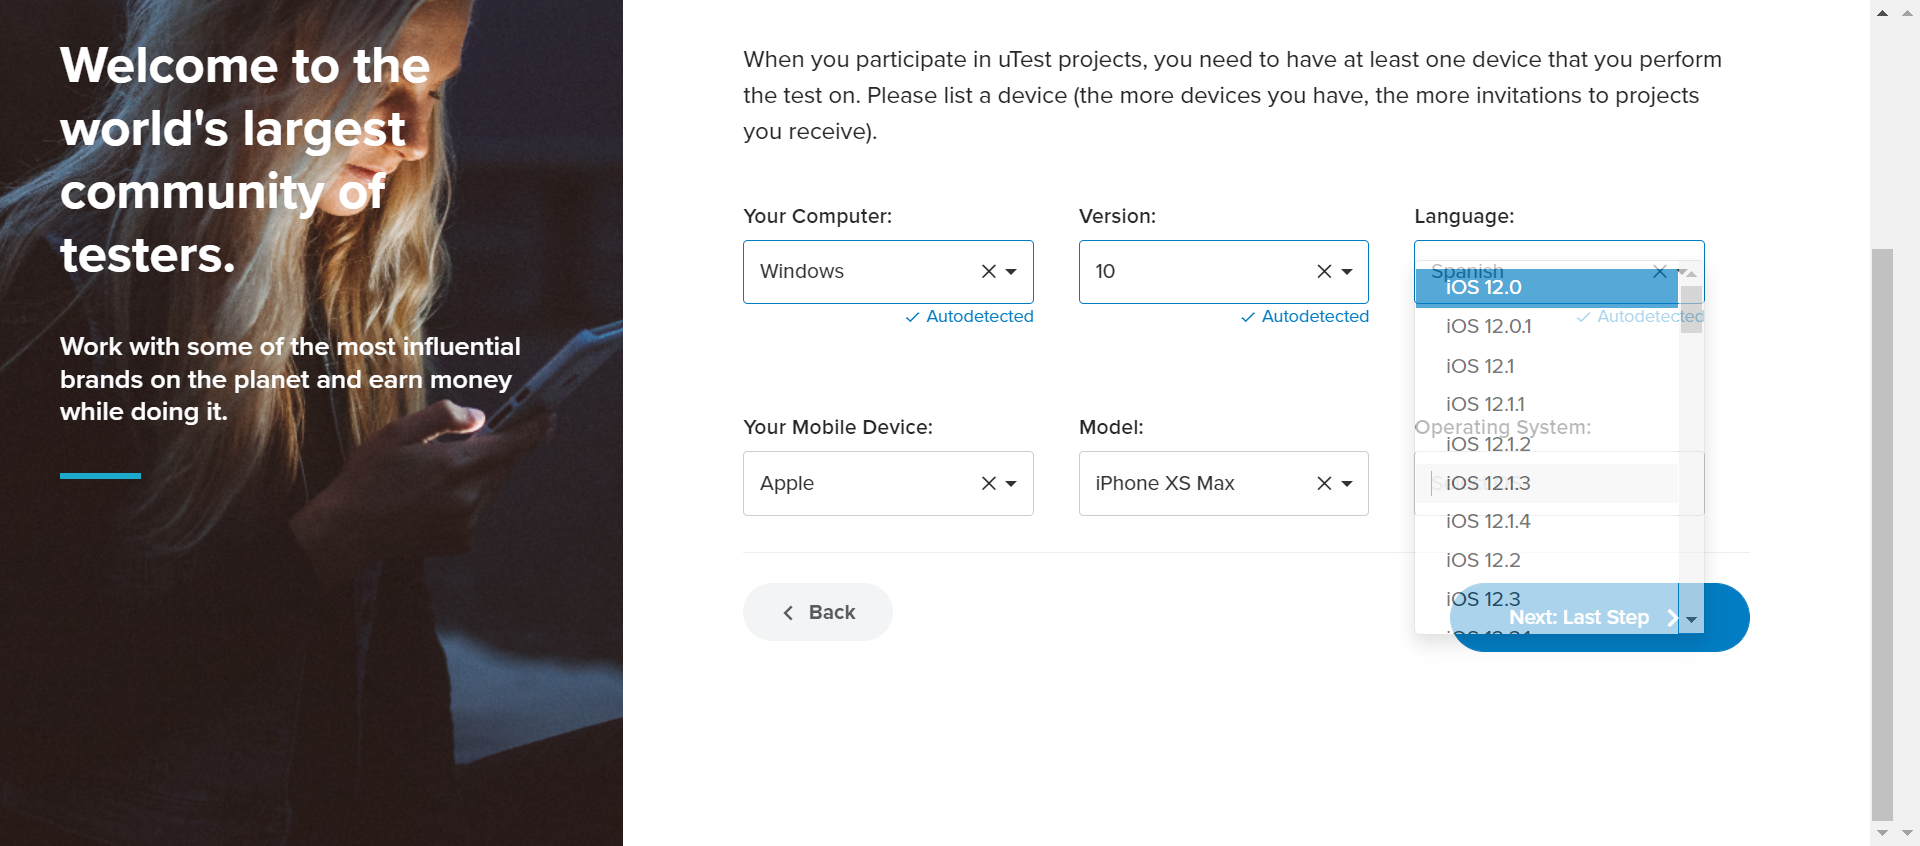 Welcome to the
world's largest
community of
testers.
Work with some of the most influential
brands on the planet and earn money
while doing it.
When you participate in uTest projects, you need to have at least one device that you perform
the test on. Please list a device (the more devices you have, the more invitations to projects
you receive).
Your Computer:
Version:
Language:
Windows
10
Spanish
Autodetected
Autodetected
Autodetected
Your Mobile Device:
Model:
Operating System:
Apple
iPhone XS Max
iOS 12.0
iOS 12.0.1
iOS 12.1
iOS 12.1.1
iOS 12.1.2
iOS 12.1.3
iOS 12.1.4
iOS 12.2
iOS 12.3
Back
Next: Last Step